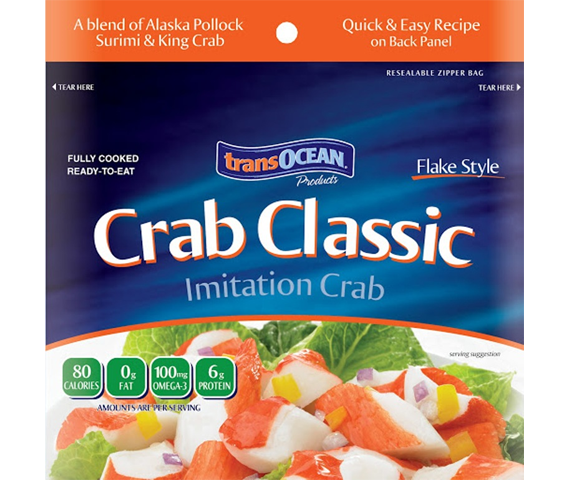 A blend of Alaska Pollock
Surimi & King Crab
Quick & Easy Recipe
on Back Panel
RESEALABLE ZIPPER BAG
TEAR HERE
TEAR HERE
FULLY COOKED
READY-TO-EAT
transOCEAN
Products
Flake Style
Crab Classic
Imitation Crab
serving suggestion
80
CALORIES
0g
FAT
100mg
OMEGA-3
6g
PROTEIN
AMOUNTS ARE PER SERVING